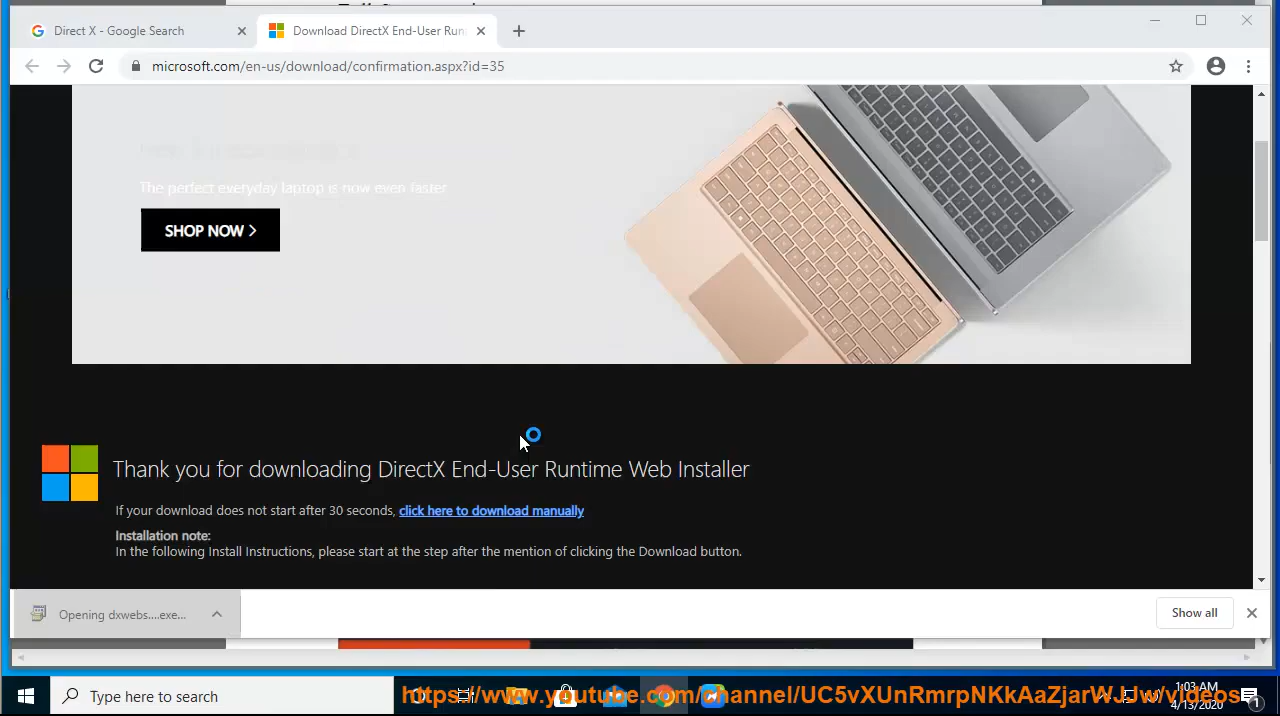 Direct X - Google Search
Download DirectX End-User Run
microsoft.com/en-us/download/confirmation.aspx?id=35
The perfect everyday laptop is now even faster
SHOP NOW >
Thank you for downloading DirectX End-User Runtime Web Installer
If your download does not start after 30 seconds, click here to download manually
Installation note:
In the following Install Instructions, please start at the step after the mention of clicking the Download button.
Opening dxwebs....exe...
Show all
Type here to search
https://www.youtube.com/channel/UC5vXUnRmrpNKkAaZjarWJJw/videos
1:03 AM
4/13/2020
1